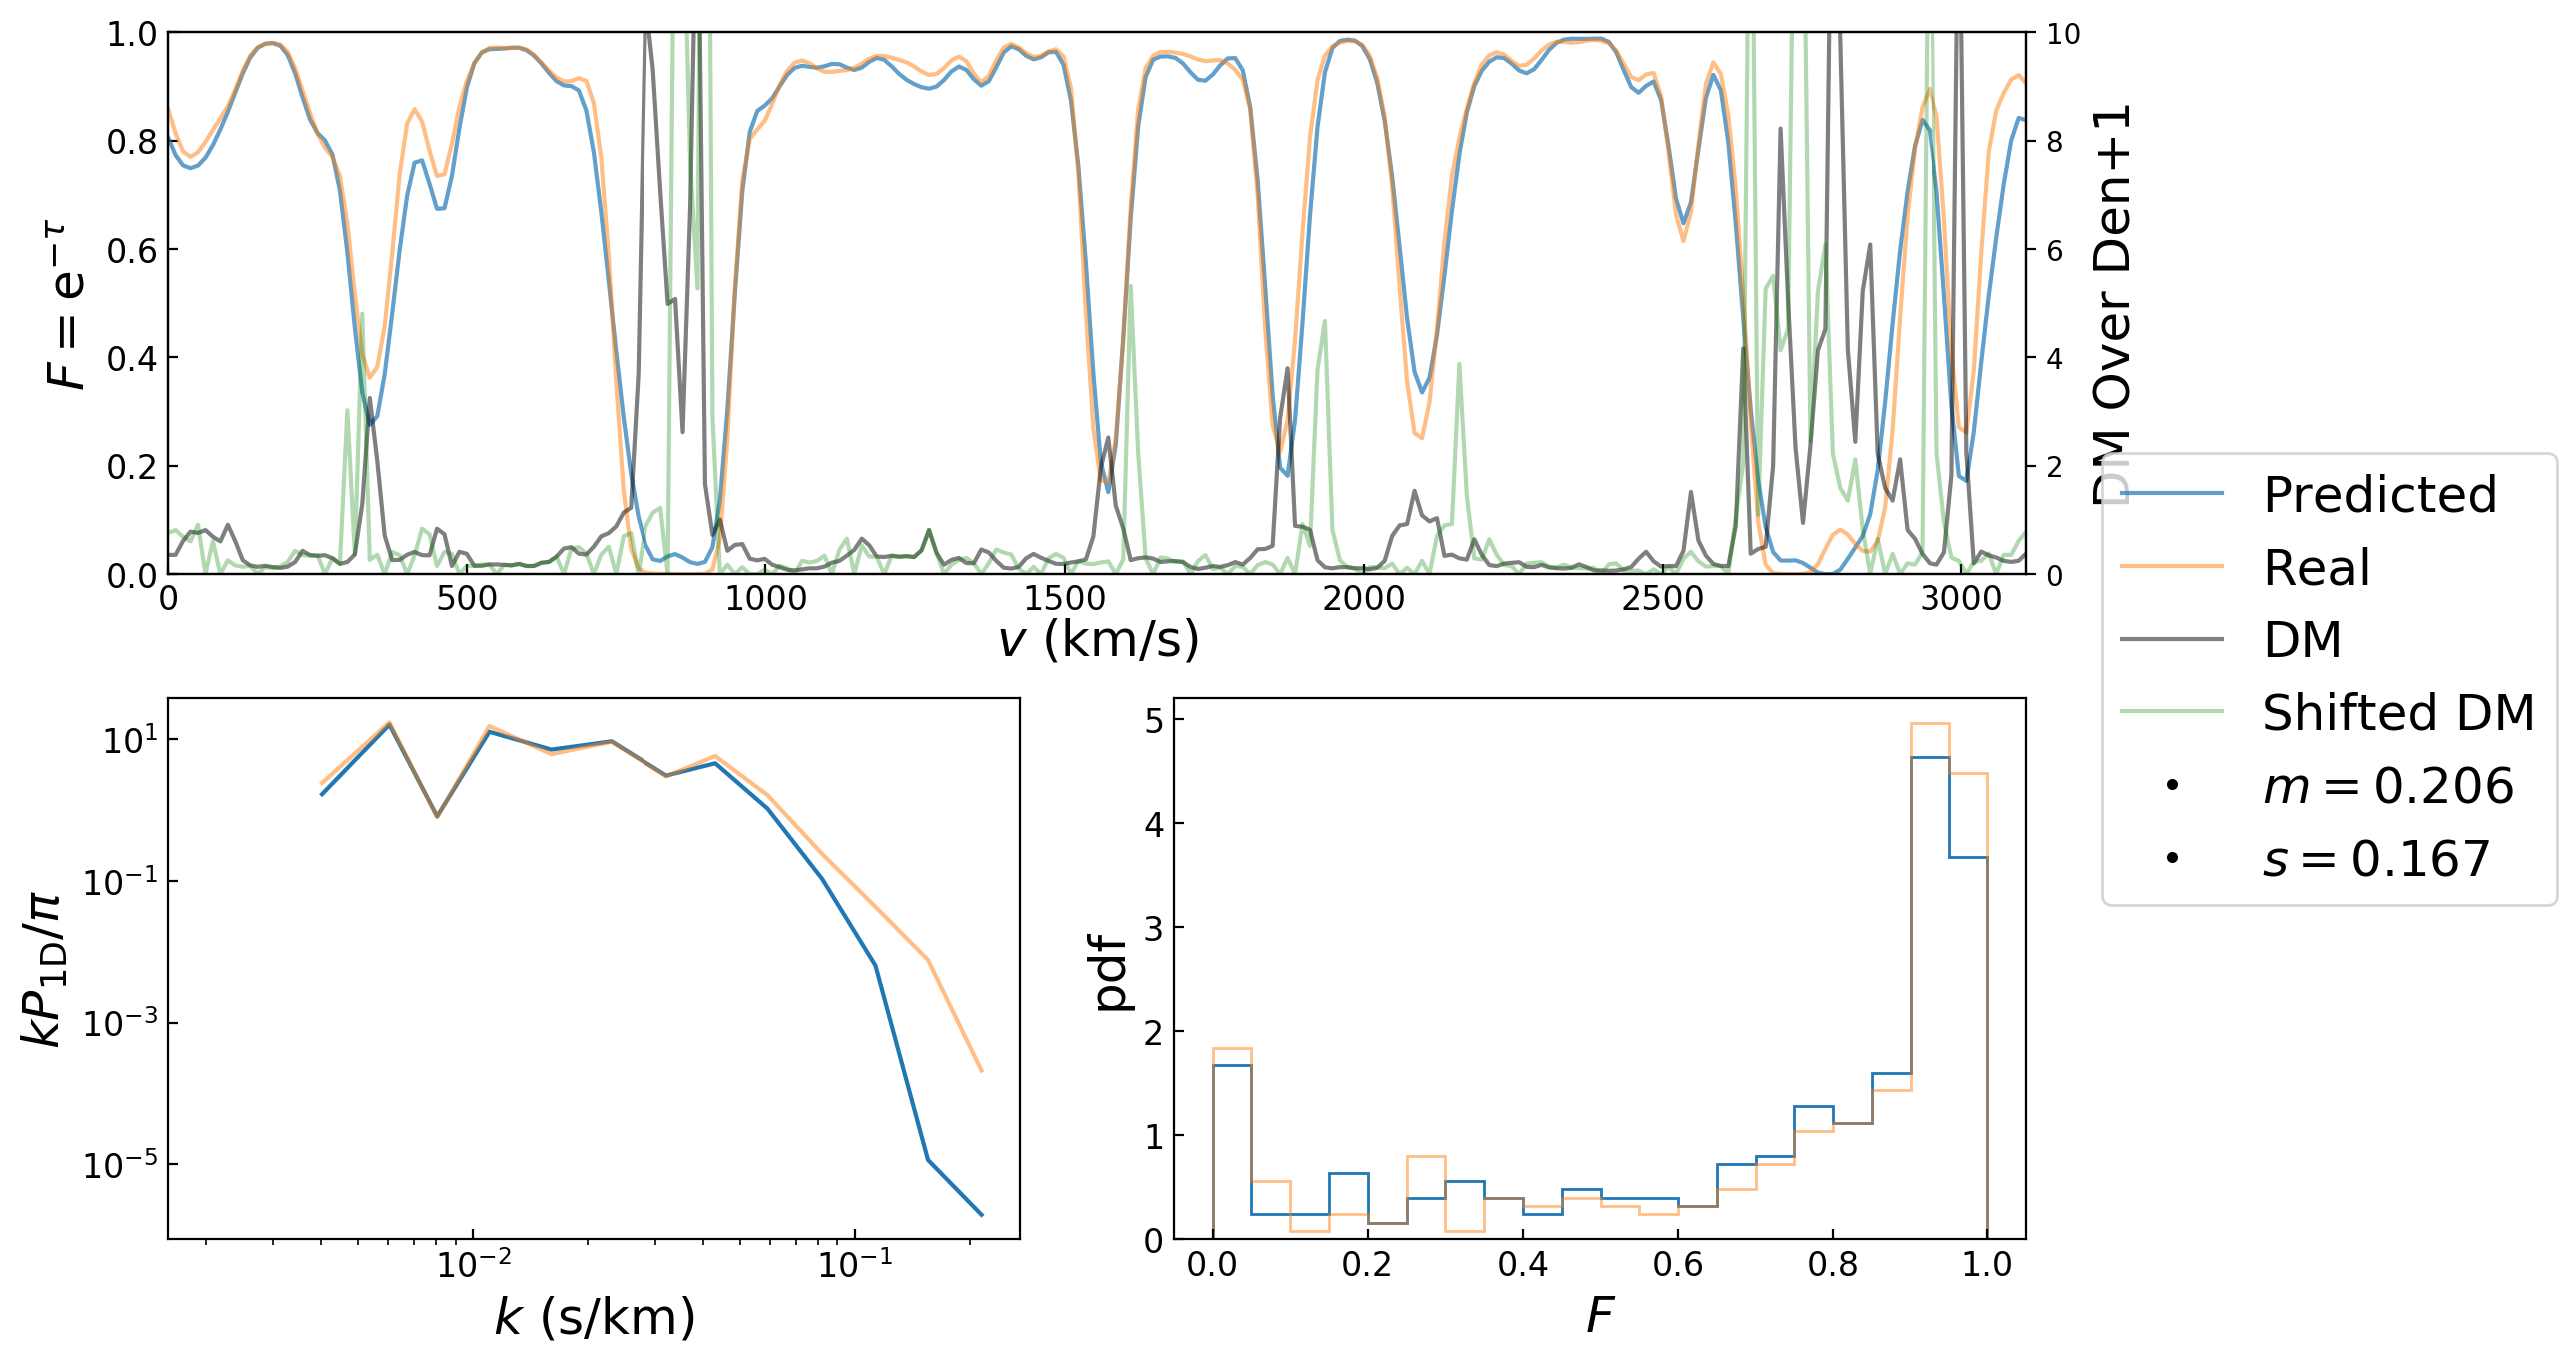 1.0
0.8
0.6
0.4
0.2
0.0
F = e^{-τ}
10
8
6
4
2
0
DM Over Den+1
0 500 1000 1500 2000 2500 3000
v (km/s)
Predicted
Real
DM
Shifted DM
m = 0.206
s = 0.167
10^1
10^{-1}
10^{-3}
10^{-5}
kP_{1D}/π
10^{-2} 10^{-1}
k (s/km)
5
4
3
2
1
0
pdf
0.0 0.2 0.4 0.6 0.8 1.0
F